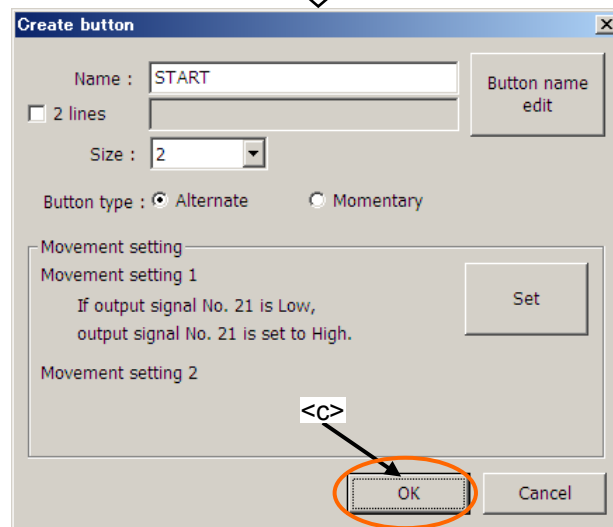 Create button
Name : START
Button name
edit
2 lines
Size : 2
Button type : Alternate Momentary
Movement setting
Movement setting 1
If output signal No. 21 is Low,
output signal No. 21 is set to High.
Set
Movement setting 2
<c>
OK Cancel